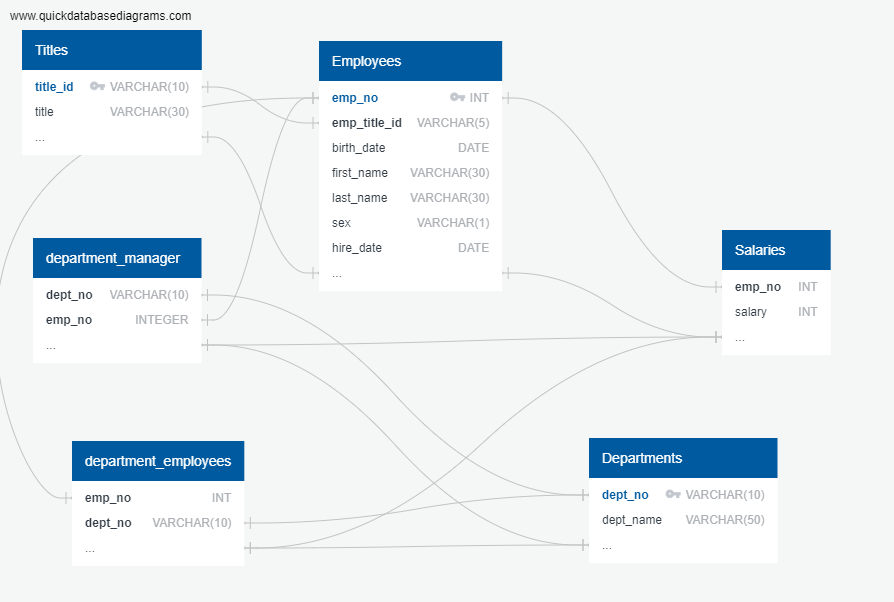 www.quickdatabasediagrams.com
Titles
title_id VARCHAR(10)
title VARCHAR(30)
...
Employees
emp_no INT
emp_title_id VARCHAR(5)
birth_date DATE
first_name VARCHAR(30)
last_name VARCHAR(30)
sex VARCHAR(1)
hire_date DATE
...
department_manager
dept_no VARCHAR(10)
emp_no INTEGER
...
Salaries
emp_no INT
salary INT
...
department_employees
emp_no INT
dept_no VARCHAR(10)
...
Departments
dept_no VARCHAR(10)
dept_name VARCHAR(50)
...